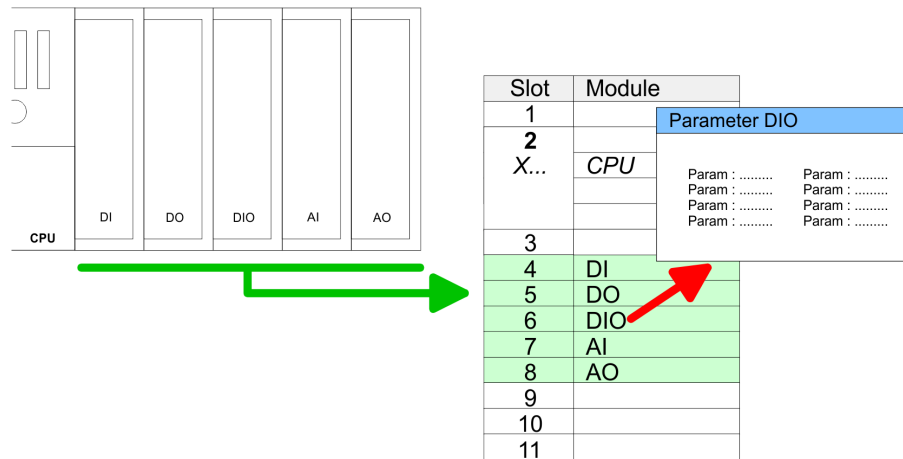 DI DO DIO AI AO
CPU
Slot Module
1
2
X... CPU
3
4 DI
5 DO
6 DIO
7 AI
8 AO
9
10
11
Parameter DIO
Param : ......... Param : .........
Param : ......... Param : .........
Param : ......... Param : .........
Param : ......... Param : .........